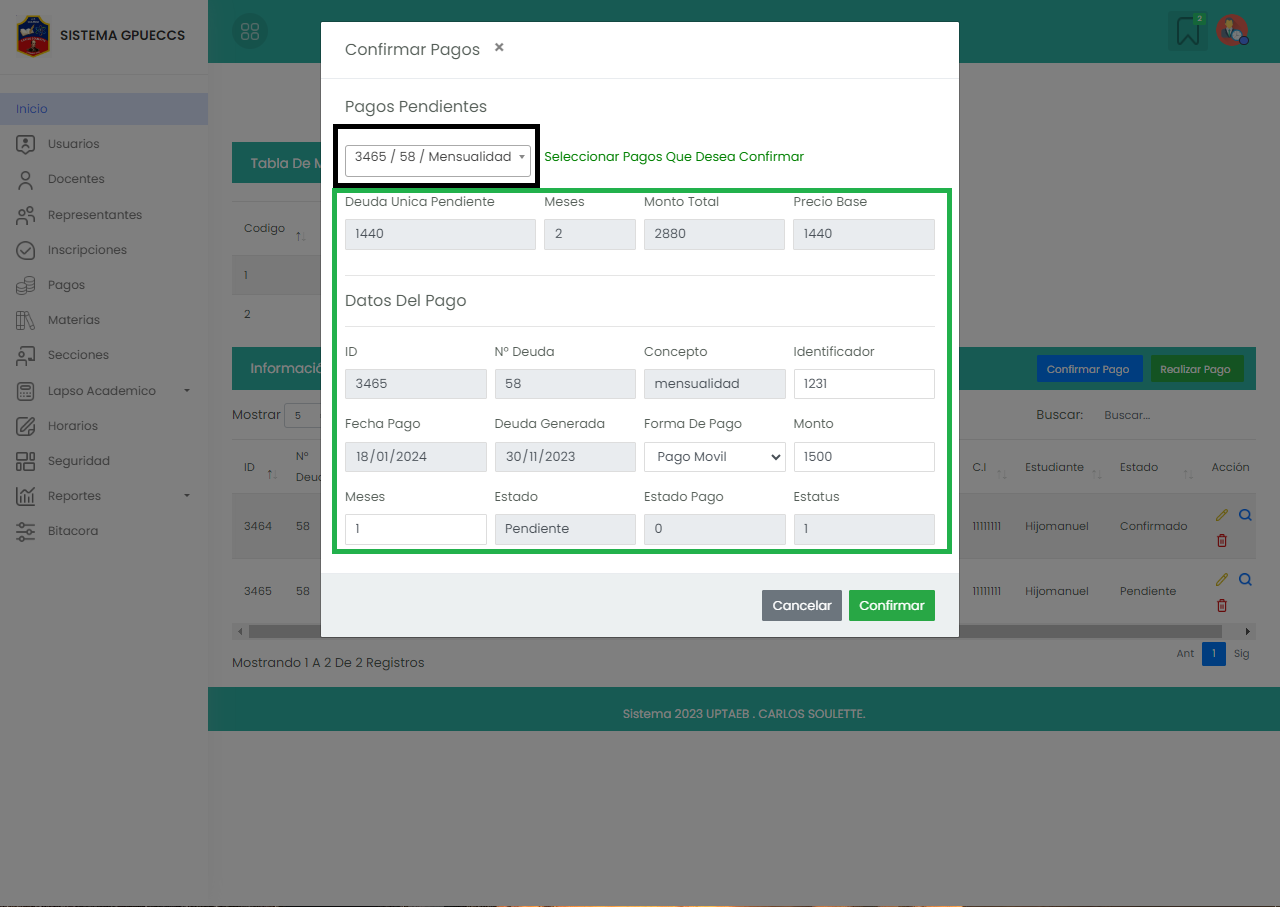 SISTEMA GPUECCS
2
Inicio
Usuarios
Docentes
Representantes
Inscripciones
Pagos
Materias
Secciones
Lapso Academico
Horarios
Seguridad
Reportes
Bitacora
Confirmar Pagos ×
Pagos Pendientes
3465 / 58 / Mensualidad
Seleccionar Pagos Que Desea Confirmar
Deuda Unica Pendiente Meses Monto Total Precio Base
1440 2 2880 1440
Datos Del Pago
ID Nº Deuda Concepto Identificador
3465 58 mensualidad 1231
Fecha Pago Deuda Generada Forma De Pago Monto
18/01/2024 30/11/2023 Pago Movil 1500
Meses Estado Estado Pago Estatus
1 Pendiente 0 1
Cancelar Confirmar
Tabla De M
Codigo
1
2
Informació
Confirmar Pago Realizar Pago
Mostrar 5
Buscar: Buscar...
ID Nº Deu C.I Estudiante Estado Acción
3464 58 11111111 Hijomanuel Confirmado
3465 58 11111111 Hijomanuel Pendiente
Mostrando 1 A 2 De 2 Registros
Ant 1 Sig
Sistema 2023 UPTAEB . CARLOS SOULETTE.